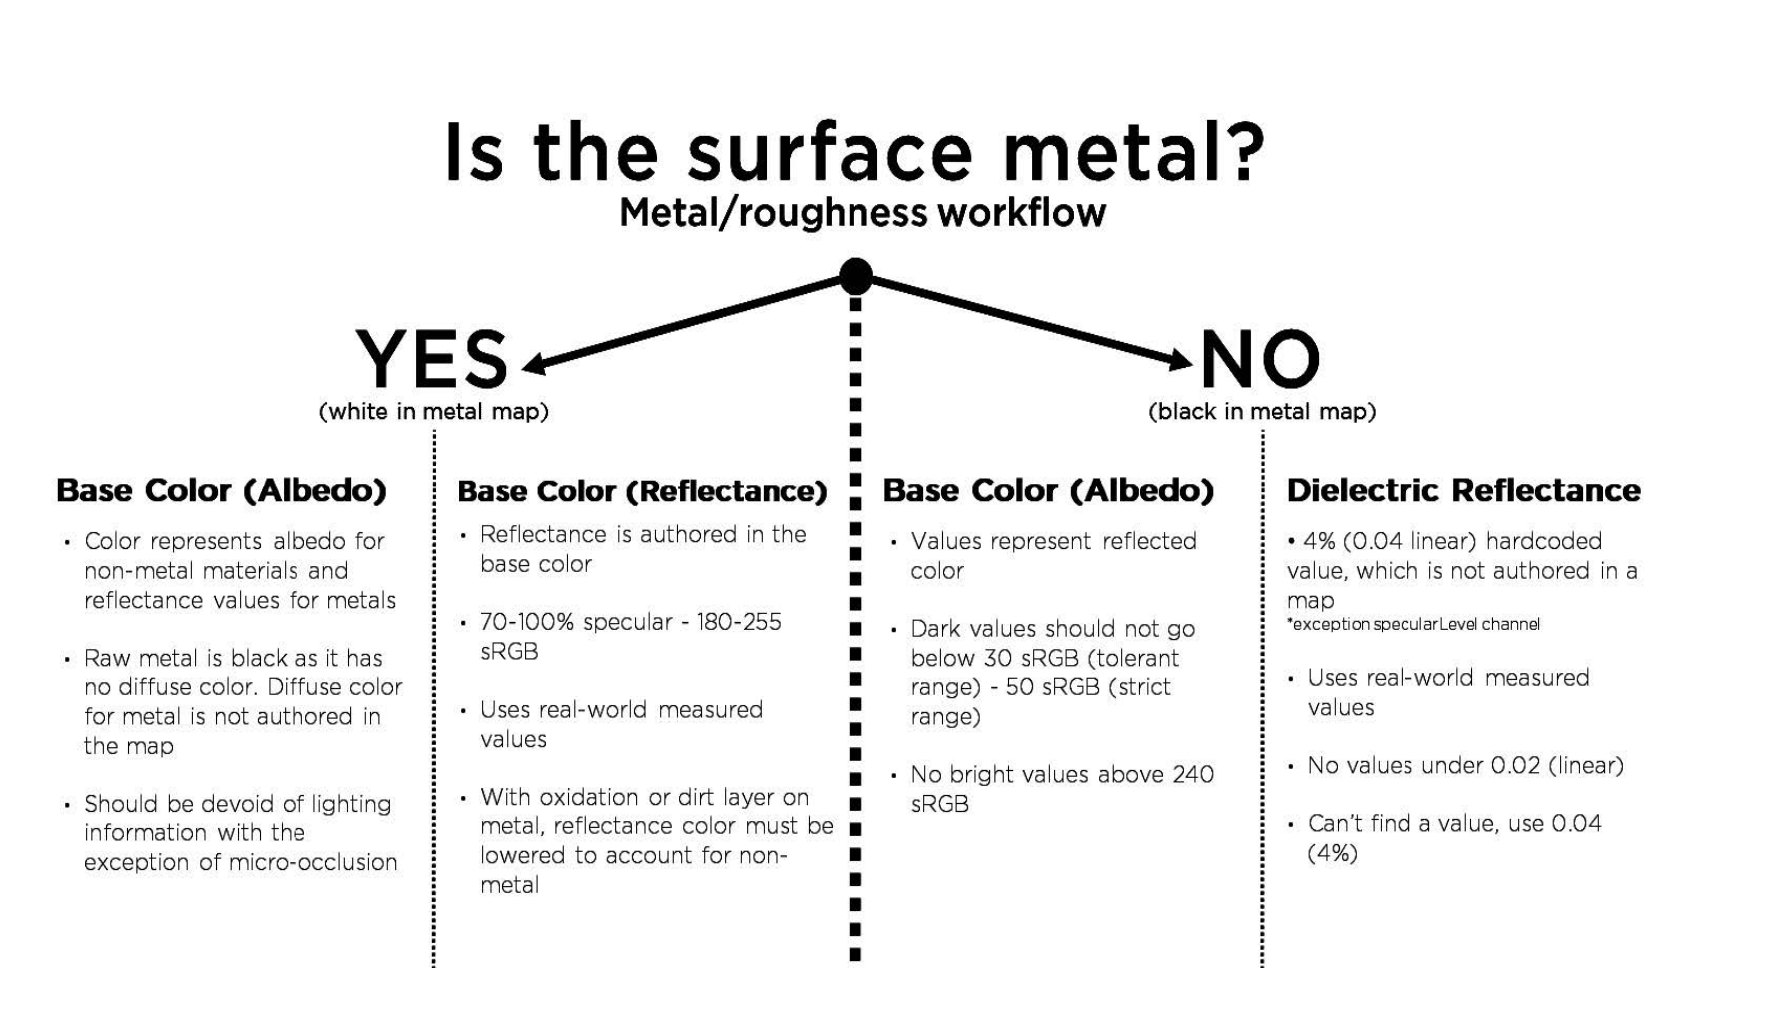 Is the surface metal?
Metal/roughness workflow
YES
(white in metal map)
Base Color (Albedo)
• Color represents albedo for
non-metal materials and
reflectance values for metals
• Raw metal is black as it has
no diffuse color. Diffuse color
for metal is not authored in
the map
• Should be devoid of lighting
information with the
exception of micro-occlusion
Base Color (Reflectance)
• Reflectance is authored in the
base color
• 70-100% specular - 180-255
sRGB
• Uses real-world measured
values
• With oxidation or dirt layer on
metal, reflectance color must be
lowered to account for non-
metal
NO
(black in metal map)
Base Color (Albedo)
• Values represent reflected
color
• Dark values should not go
below 30 sRGB (tolerant
range) - 50 sRGB (strict
range)
• No bright values above 240
sRGB
Dielectric Reflectance
• 4% (0.04 linear) hardcoded
value, which is not authored in a
map
*exception specularLevel channel
• Uses real-world measured
values
• No values under 0.02 (linear)
• Can't find a value, use 0.04
(4%)